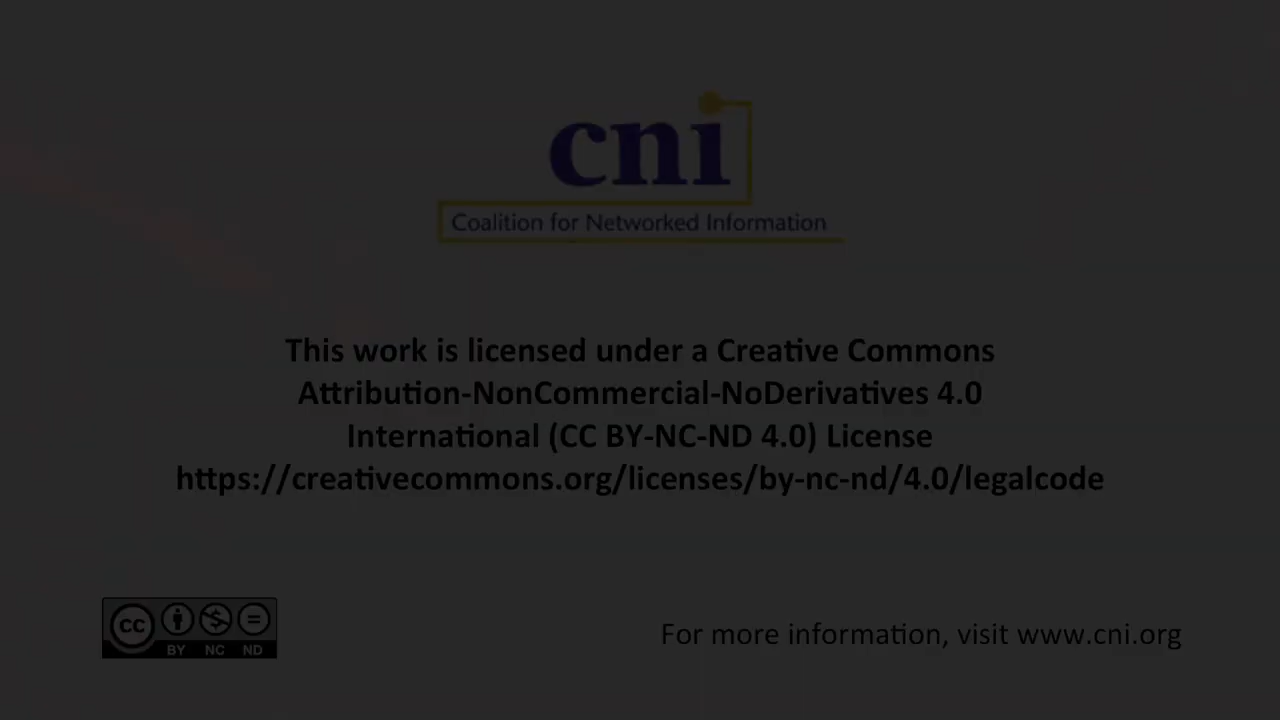 cni
Coalition for Networked Information
This work is licensed under a Creative Commons
Attribution-NonCommercial-NoDerivatives 4.0
International (CC BY-NC-ND 4.0) License
https://creativecommons.org/licenses/by-nc-nd/4.0/legalcode
cc
BY NC ND
For more information, visit www.cni.org